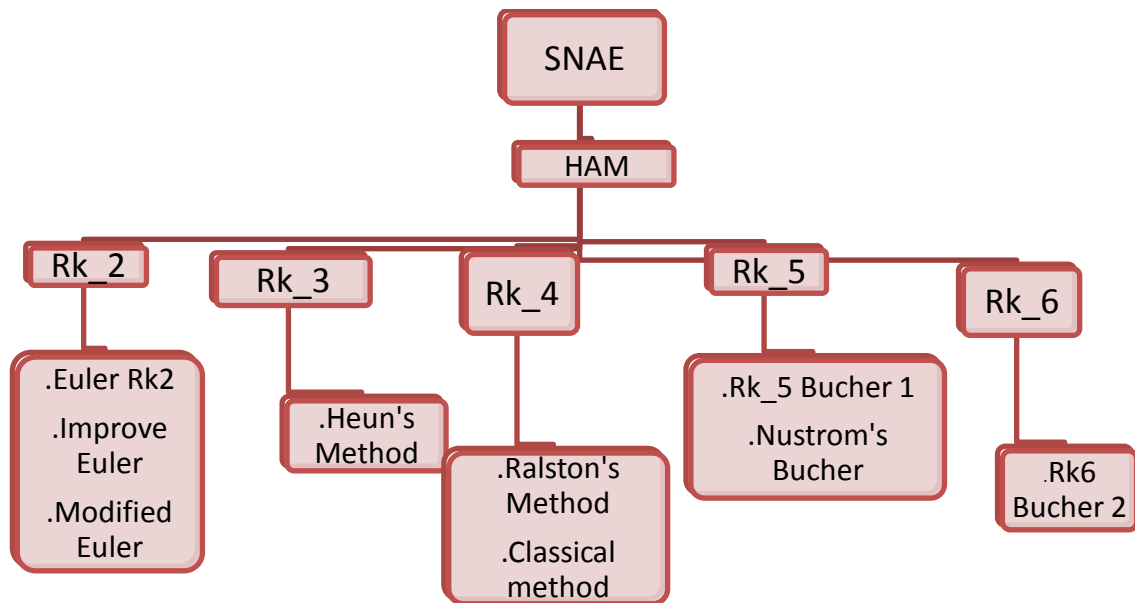 SNAE
HAM
Rk_2
Rk_3
Rk_4
Rk_5
Rk_6
.Euler Rk2
.Improve
Euler
.Modified
Euler
.Heun's
Method
.Ralston's
Method
.Classical
method
.Rk_5 Bucher 1
.Nustrom's
Bucher
.Rk6
Bucher 2